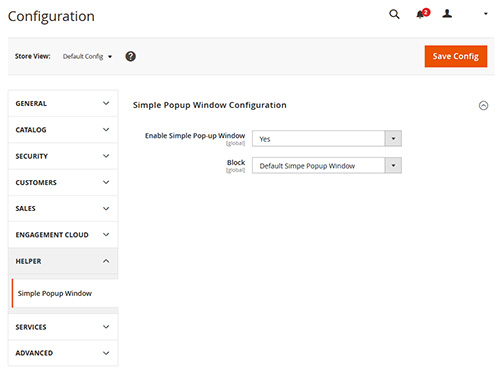 Configuration
2
Store View: Default Config ?
Save Config
GENERAL
CATALOG
SECURITY
CUSTOMERS
SALES
ENGAGEMENT CLOUD
HELPER
Simple Popup Window
SERVICES
ADVANCED
Simple Popup Window Configuration
Enable Simple Pop-up Window Yes
[global]
Block Default Simpe Popup Window
[global]